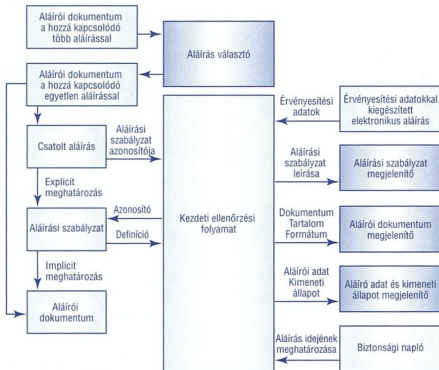 Aláírói dokumentum
a hozzá kapcsolódó
több aláírással
Aláírás választó
Aláírói dokumentum
a hozzá kapcsolódó
egyetlen aláírással
Csatolt aláírás
Aláírási
szabályzat
azonosítója
Explicit
meghatározás
Aláírási szabályzat
Azonosító
Definíció
Implicit
meghatározás
Aláírói
dokumentum
Kezdeti ellenőrzési
folyamat
Érvényesítési
adatok
Érvényesítési adatokkal
kiegészített
elektronikus aláírás
Aláírási
szabályzat
leírása
Aláírási szabályzat
megjelenítő
Dokumentum
Tartalom
Formátum
Aláírói dokumentum
megjelenítő
Aláírói adat
Kimeneti
állapot
Aláíró adat és kimeneti
állapot megjelenítő
Aláírás idejének
meghatározása
Biztonsági napló